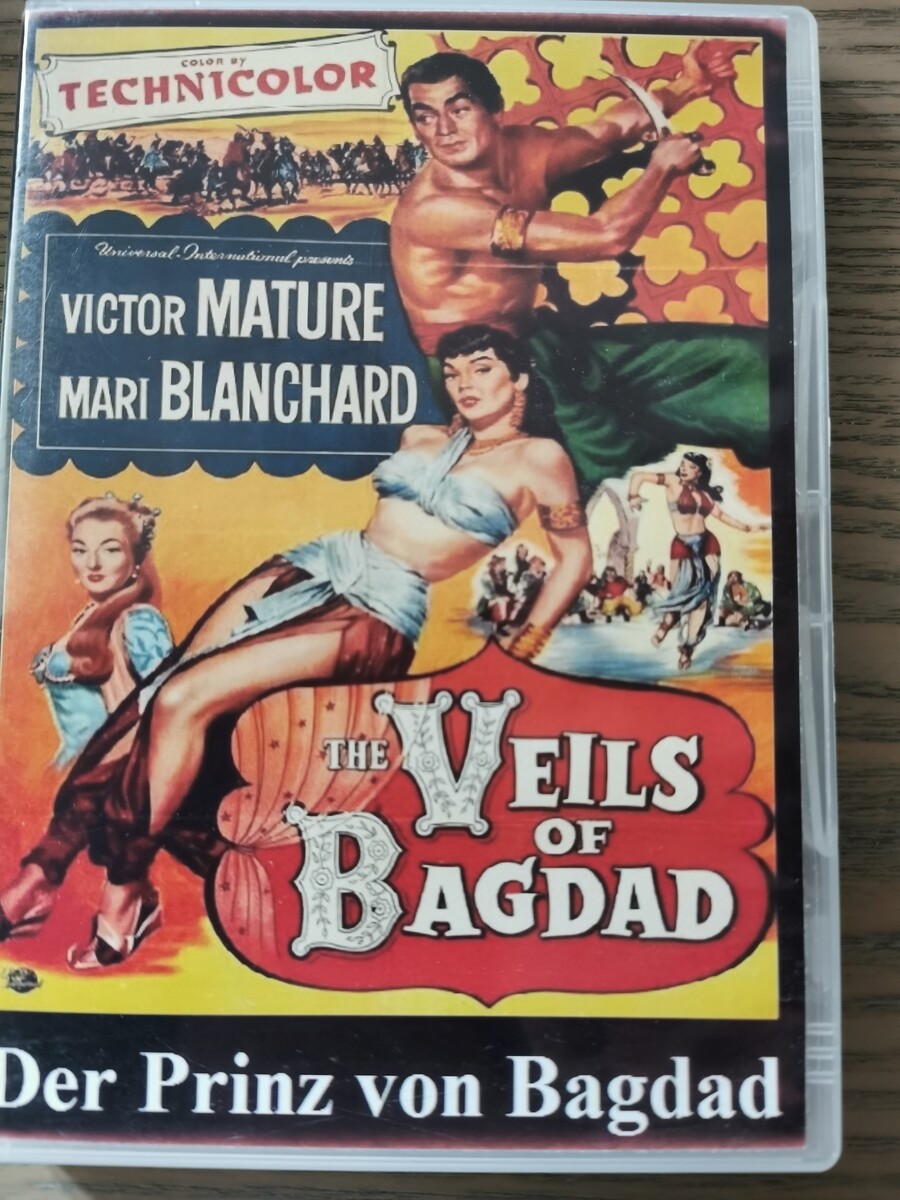 COLOR BY
TECHNICOLOR
Universal-International presents
VICTOR MATURE
MARI BLANCHARD
THE VEILS
OF
BAGDAD
Der Prinz von Bagdad